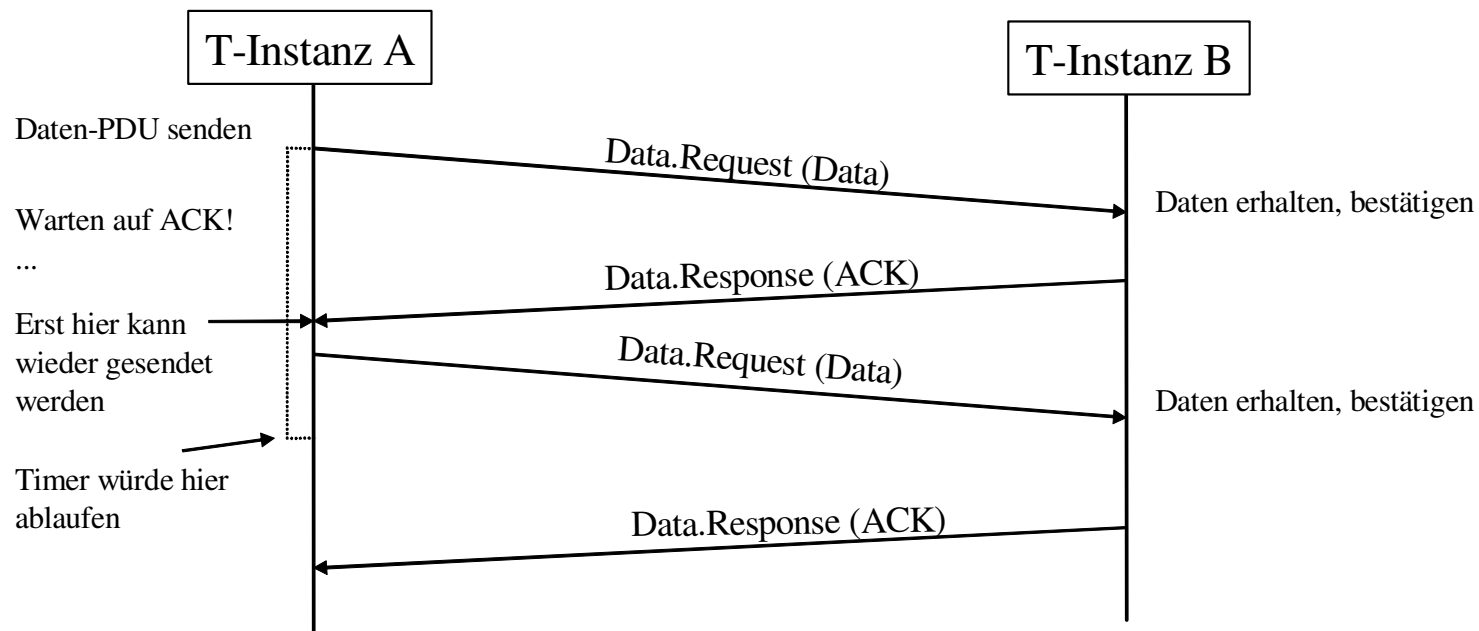 T-Instanz A
T-Instanz B
Daten-PDU senden
Data.Request (Data)
Daten erhalten, bestätigen
Warten auf ACK!
...
Data.Response (ACK)
Erst hier kann
wieder gesendet
werden
Data.Request (Data)
Daten erhalten, bestätigen
Timer würde hier
ablaufen
Data.Response (ACK)